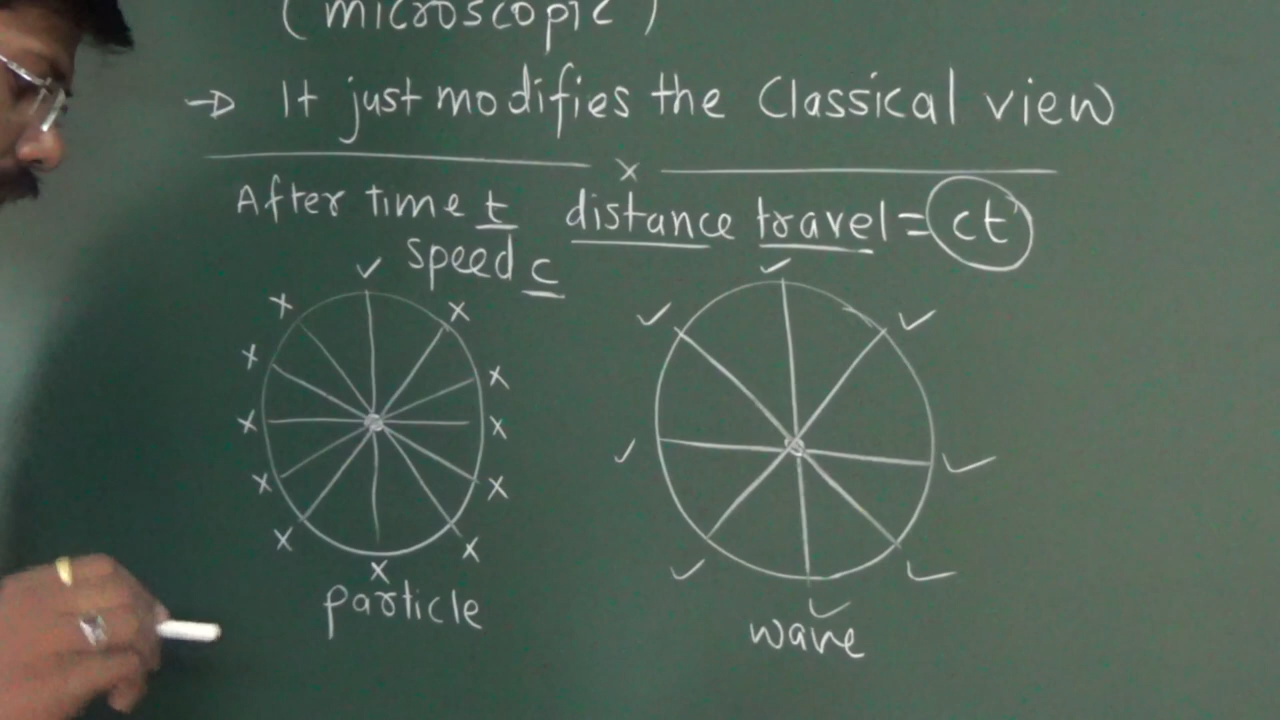 (microscopic)
→ It just modifies the Classical view
x
After time t distance travel = ct
speed c
✓ ✓
x x ✓ ✓
x x
x x ✓ ✓
x x
x x ✓ ✓
x ✓
particle wave